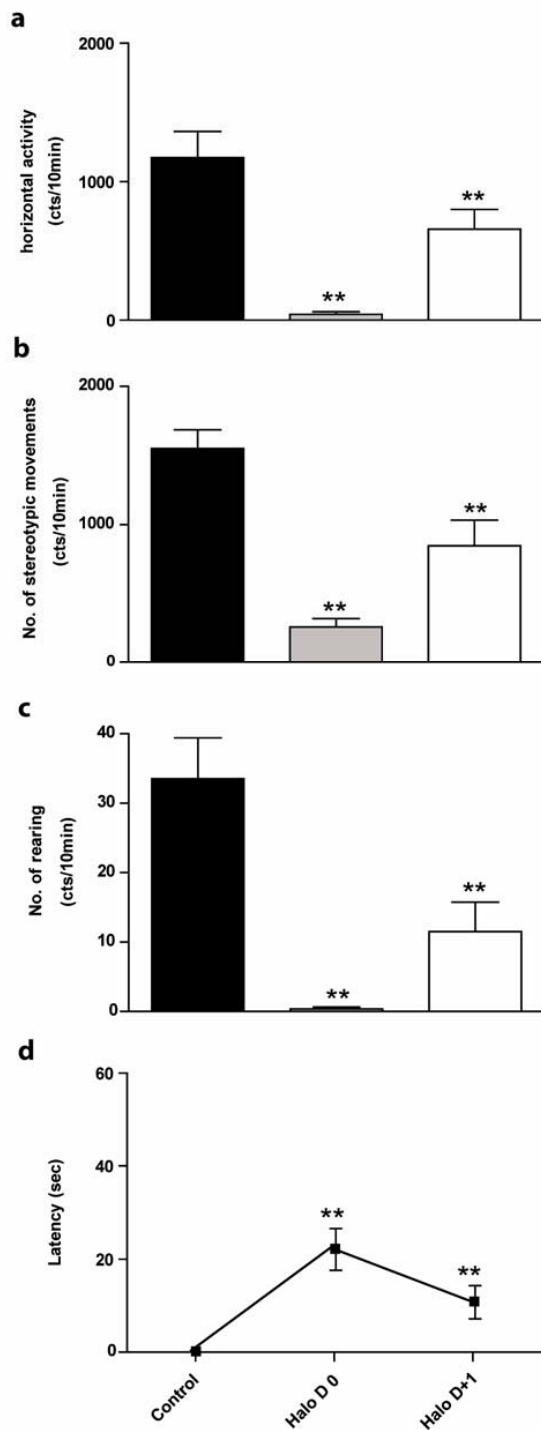 a
horizontal activity
(cts/10min)
2000
1000
0
**
**
b
No. of stereotypic movements
(cts/10min)
2000
1000
0
**
**
c
No. of rearing
(cts/10min)
40
30
20
10
0
**
**
d
Latency (sec)
60
40
20
0
**
**
Control
Halo D 0
Halo D+1